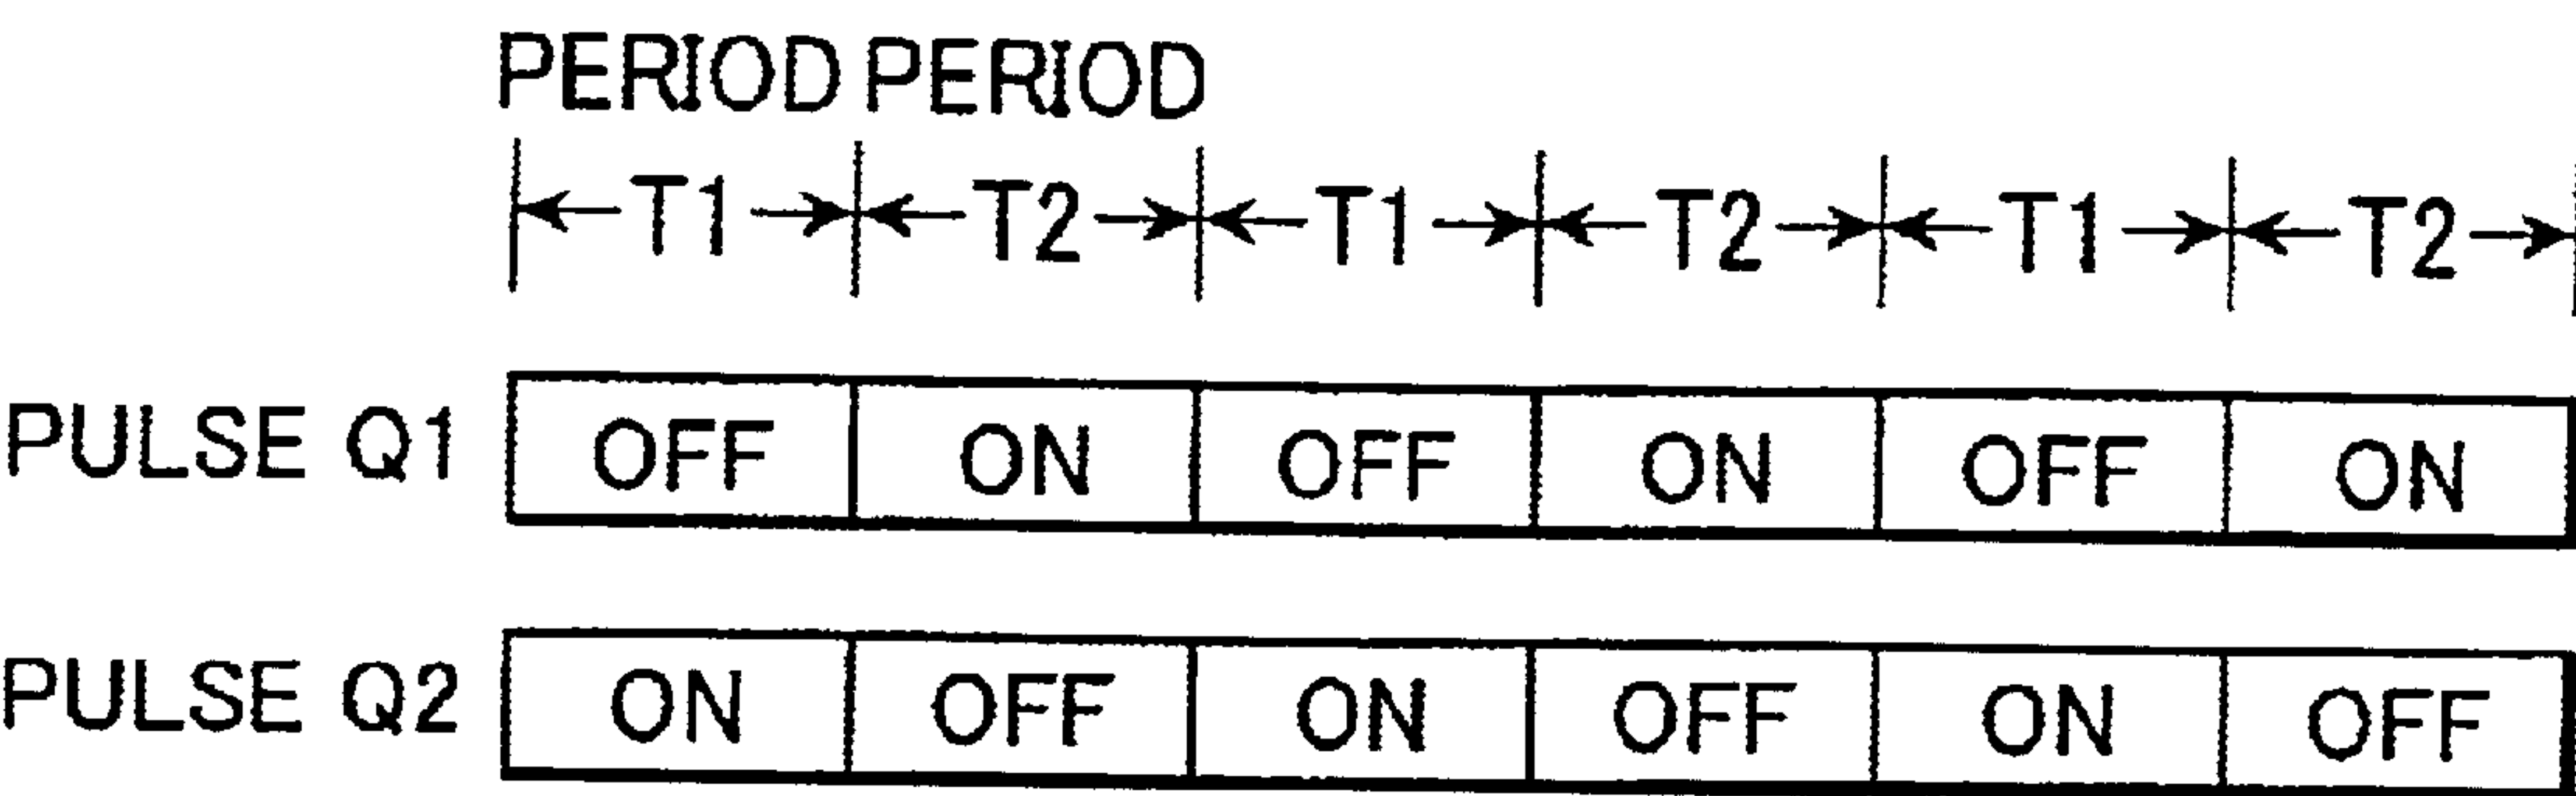 PERIOD PERIOD
T1 T2 T1 T2 T1 T2
PULSE Q1 OFF ON OFF ON OFF ON
PULSE Q2 ON OFF ON OFF ON OFF